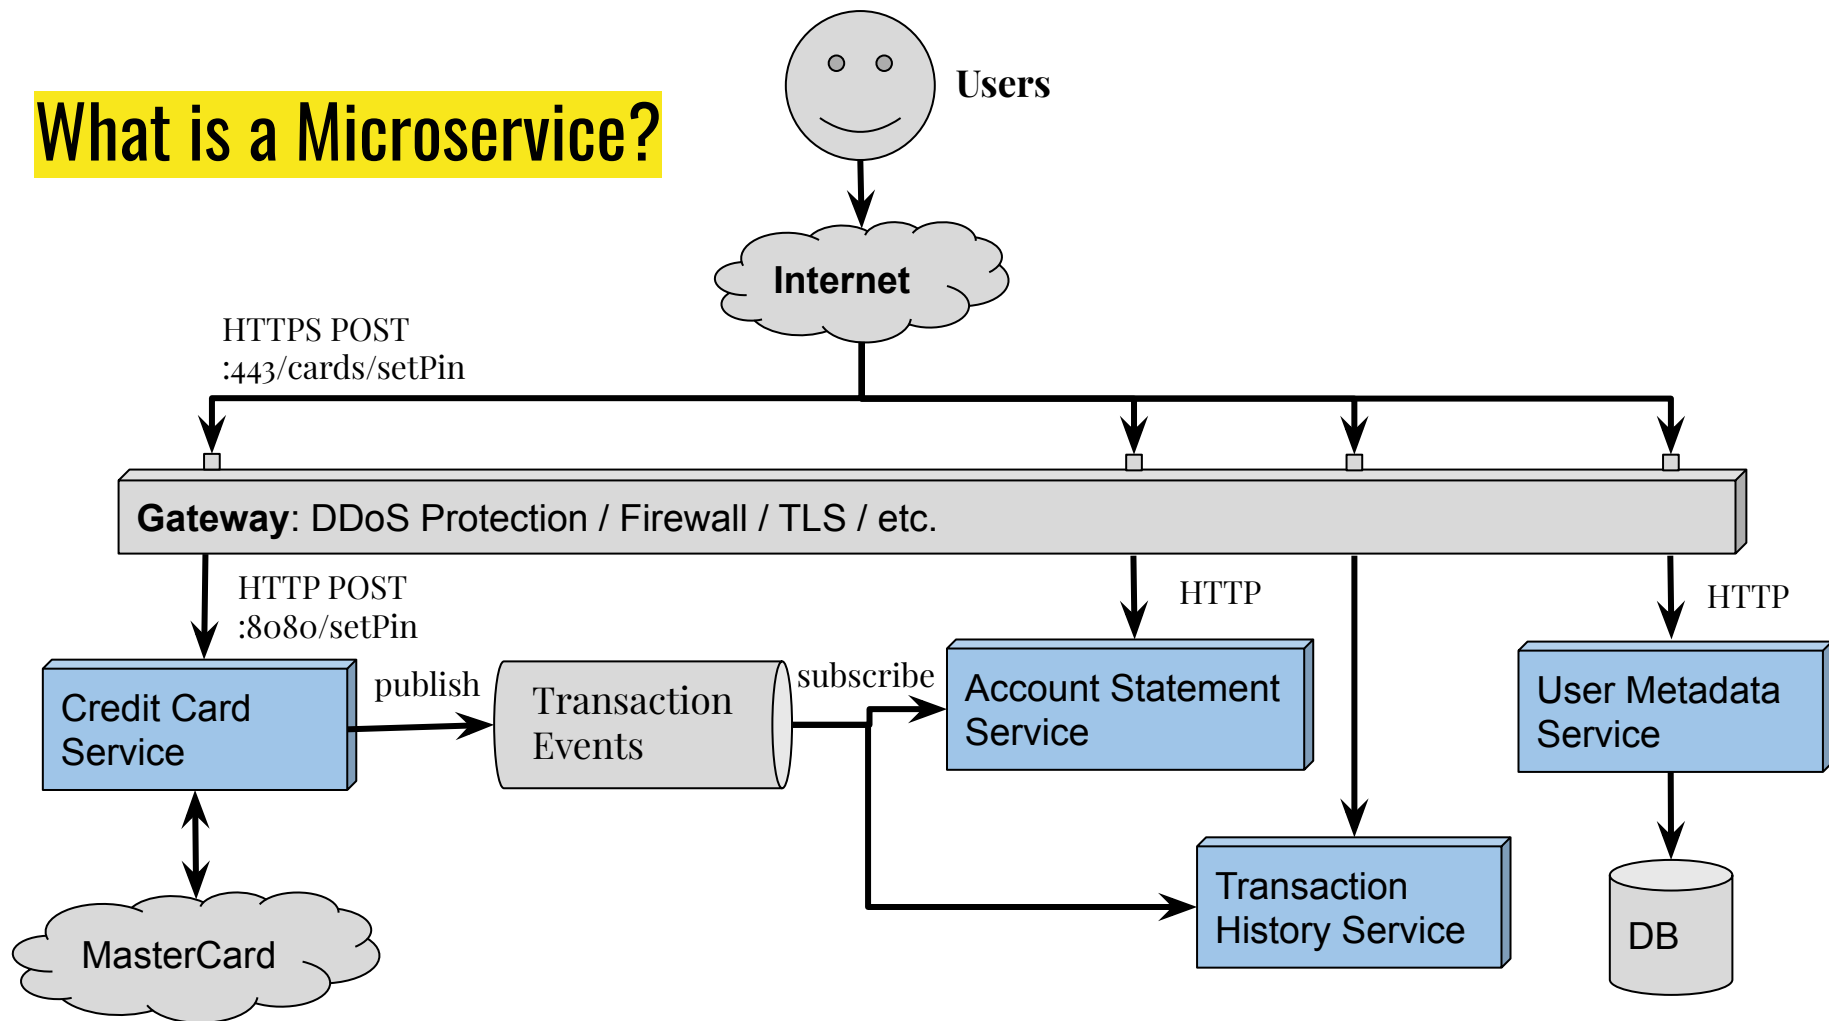 What is a Microservice?
Users
Internet
HTTPS POST
:443/cards/setPin
Gateway: DDoS Protection / Firewall / TLS / etc.
HTTP POST
:8080/setPin
HTTP
HTTP
Credit Card
Service
publish
Transaction
Events
subscribe
Account Statement
Service
User Metadata
Service
Transaction
History Service
MasterCard
DB